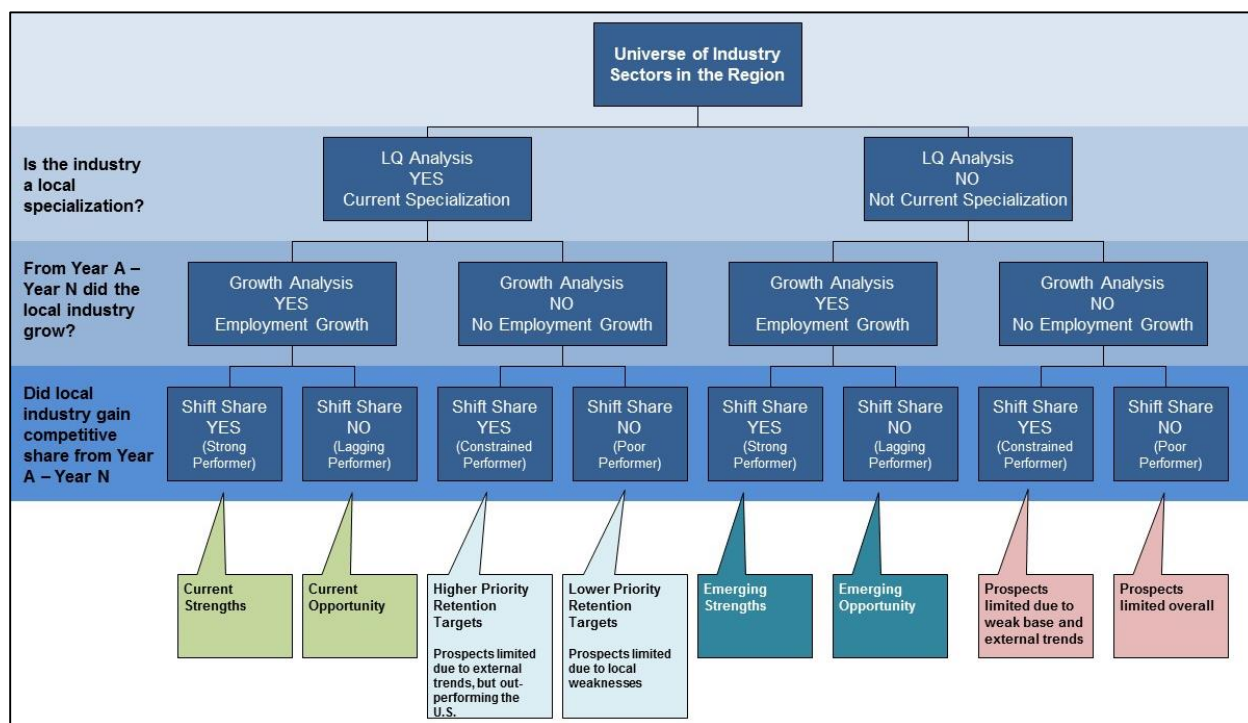 Universe of Industry
Sectors in the Region
Is the industry
a local
specialization?
LQ Analysis
YES
Current Specialization
LQ Analysis
NO
Not Current Specialization
From Year A –
Year N did the
local industry
grow?
Growth Analysis
YES
Employment Growth
Growth Analysis
NO
No Employment Growth
Growth Analysis
YES
Employment Growth
Growth Analysis
NO
No Employment Growth
Did local
industry gain
competitive
share from Year
A – Year N
Shift Share
YES
(Strong
Performer)
Shift Share
NO
(Lagging
Performer)
Shift Share
YES
(Constrained
Performer)
Shift Share
NO
(Poor
Performer)
Shift Share
YES
(Strong
Performer)
Shift Share
NO
(Lagging
Performer)
Shift Share
YES
(Constrained
Performer)
Shift Share
NO
(Poor
Performer)
Current
Strengths
Current
Opportunity
Higher Priority
Retention
Targets
Prospects limited
due to external
trends, but out-
performing the
U.S.
Lower Priority
Retention
Targets
Prospects limited
due to local
weaknesses
Emerging
Strengths
Emerging
Opportunity
Prospects
limited due to
weak base and
external trends
Prospects
limited overall